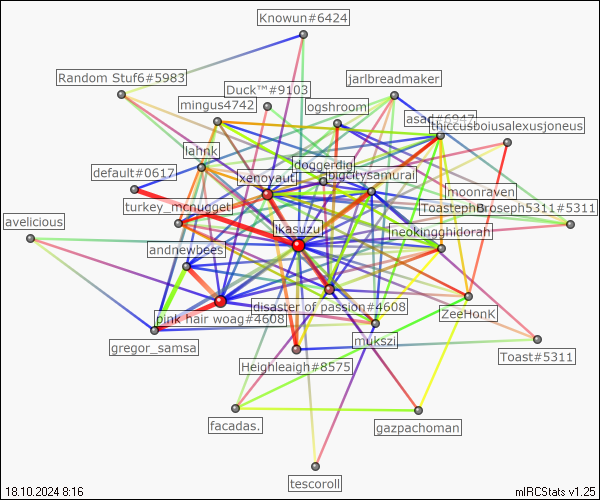 Knowun#6424
Random Stuf6#5983
jarlbreadmaker
Duck™#9103
mingus4742
ogshroom
asad#6947
thiccusboiusalexusjoneus
lahnk
doggerdig
default#0617
xenoyaut
bigcitysamurai
moonraven
turkey_mcnugget
Broseph5311#5311
avelicious
ikasuzu
neokingghidorah
andnewbees
disaster of passion#4608
pink hair woag#4608
ZeeHonK
gregor_samsa
mukszi
Toast#5311
Heighleaigh#8575
facadas.
gazpachoman
tescoroll
18.10.2024 8:16
mIRCStats v1.25